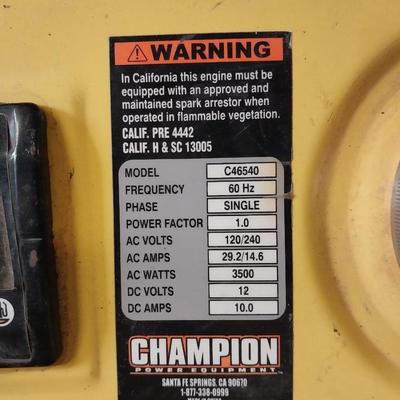 WARNING
In California this engine must be
equipped with an approved and
maintained spark arrestor when
operated in flammable vegetation.
CALIF. PRE 4442
CALIF. H & SC 13005
MODEL C46540
FREQUENCY 60 Hz
PHASE SINGLE
POWER FACTOR 1.0
AC VOLTS 120/240
AC AMPS 29.2/14.6
AC WATTS 3500
DC VOLTS 12
DC AMPS 10.0
CHAMPION
POWER EQUIPMENT
SANTA FE SPRINGS, CA 90670
1-877-338-0999
MADE IN CHINA